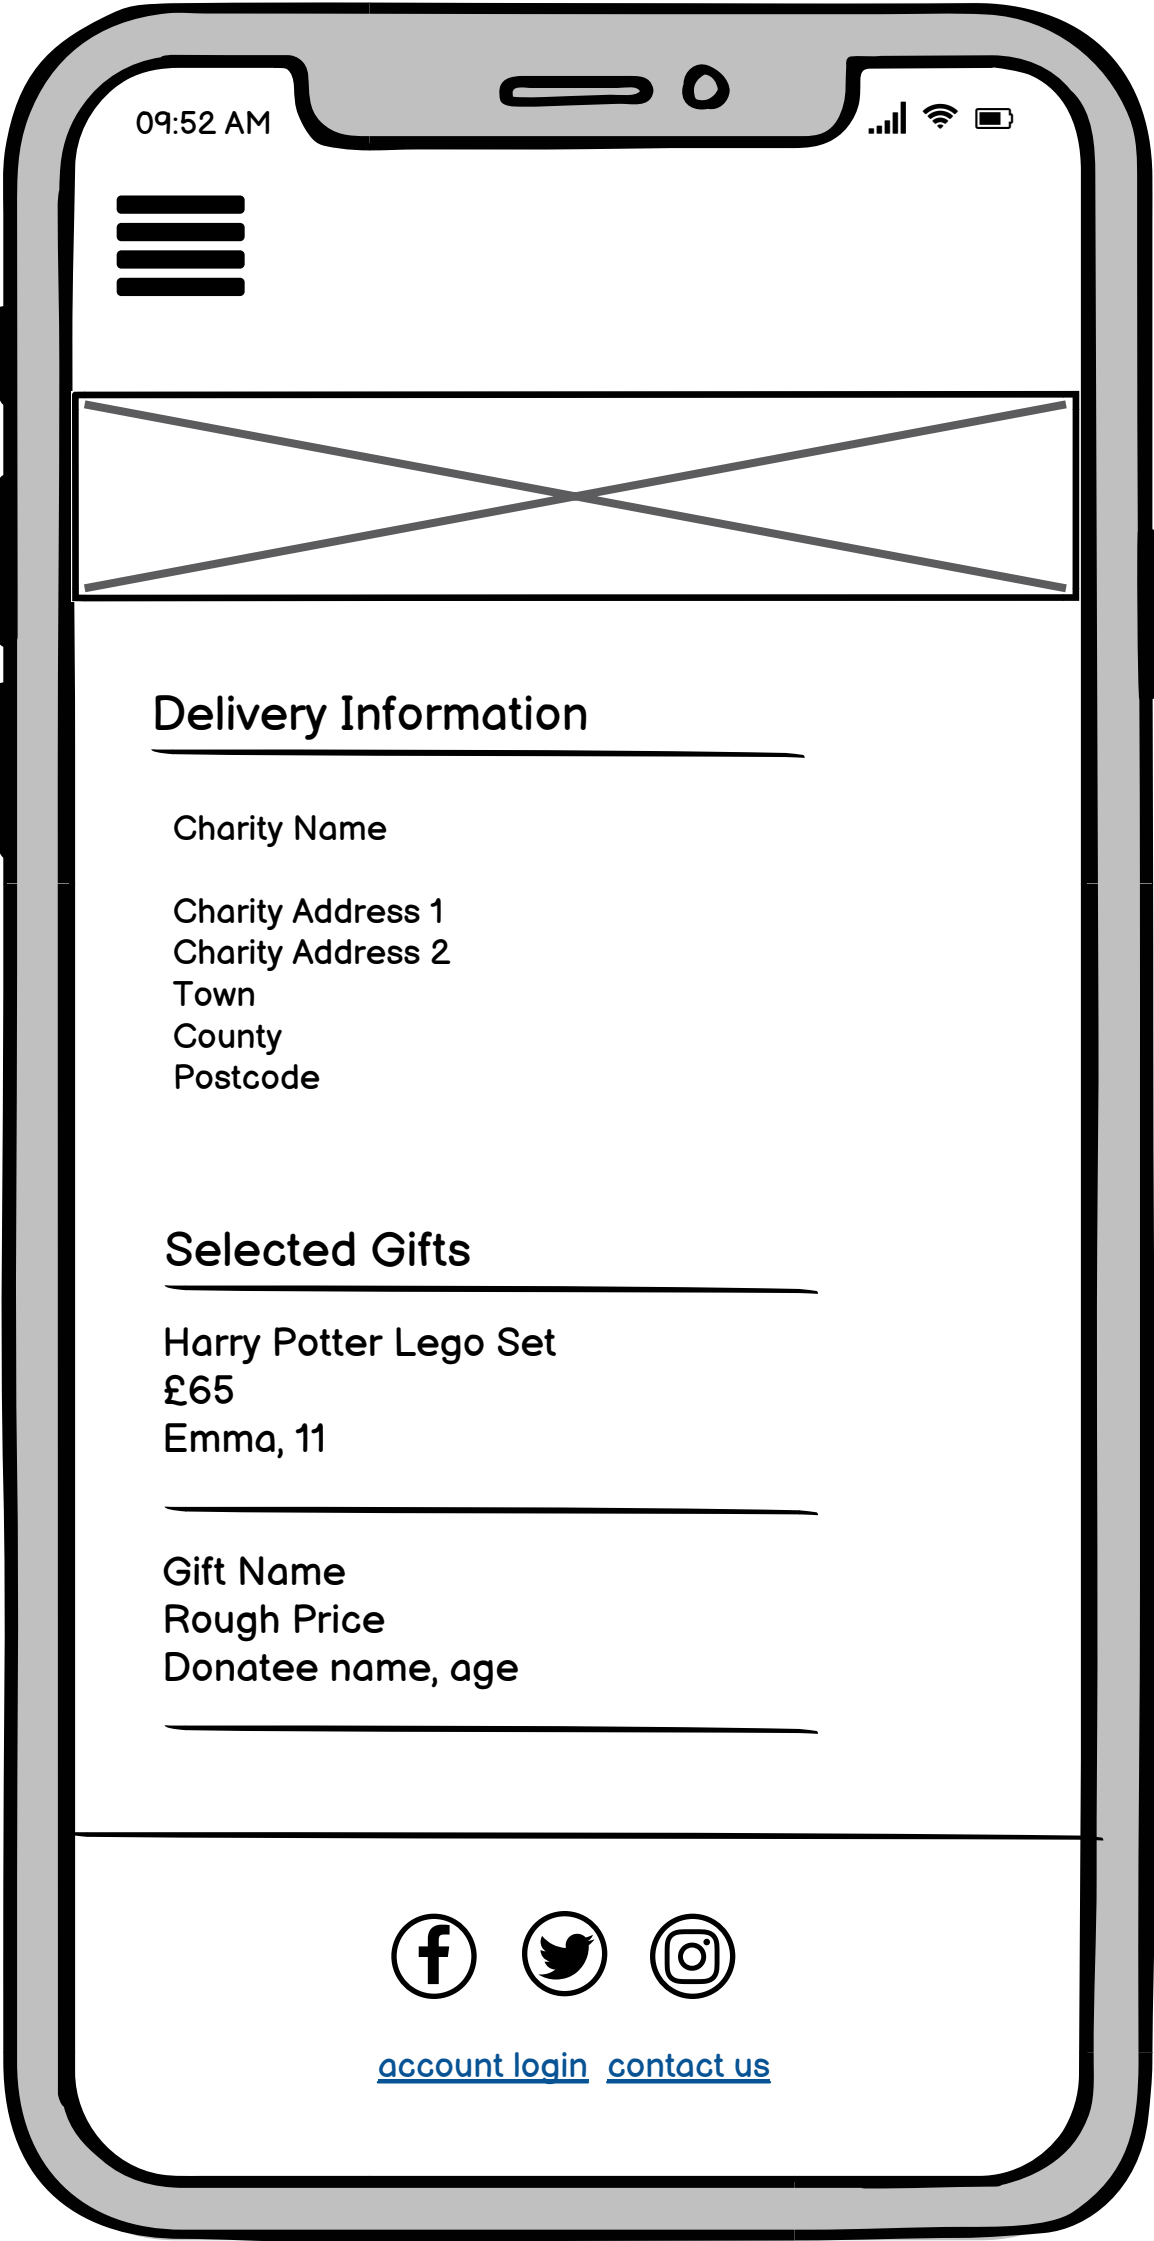 09:52 AM
Delivery Information
Charity Name
Charity Address 1
Charity Address 2
Town
County
Postcode
Selected Gifts
Harry Potter Lego Set
£65
Emma, 11
Gift Name
Rough Price
Donatee name, age
account login contact us